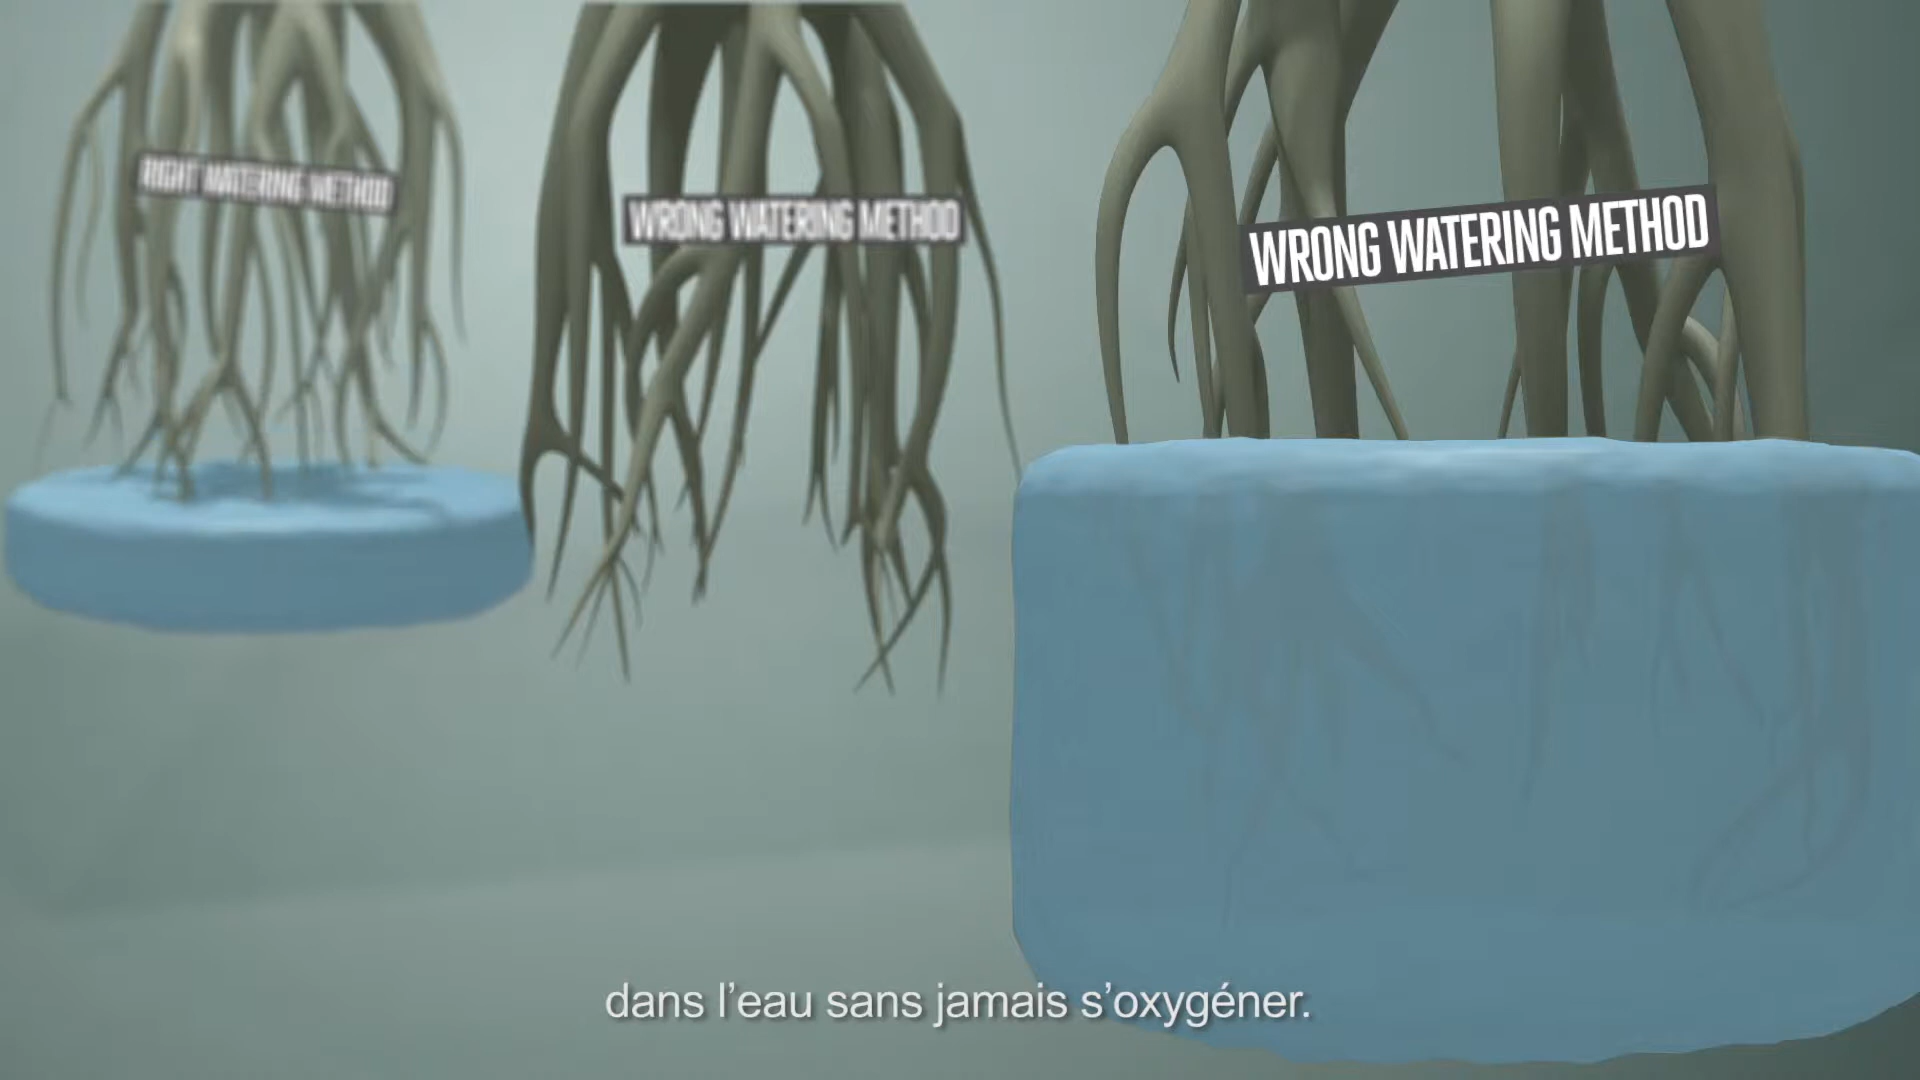 RIGHT WATERING METHOD
WRONG WATERING METHOD
WRONG WATERING METHOD
dans l’eau sans jamais s’oxygéner.